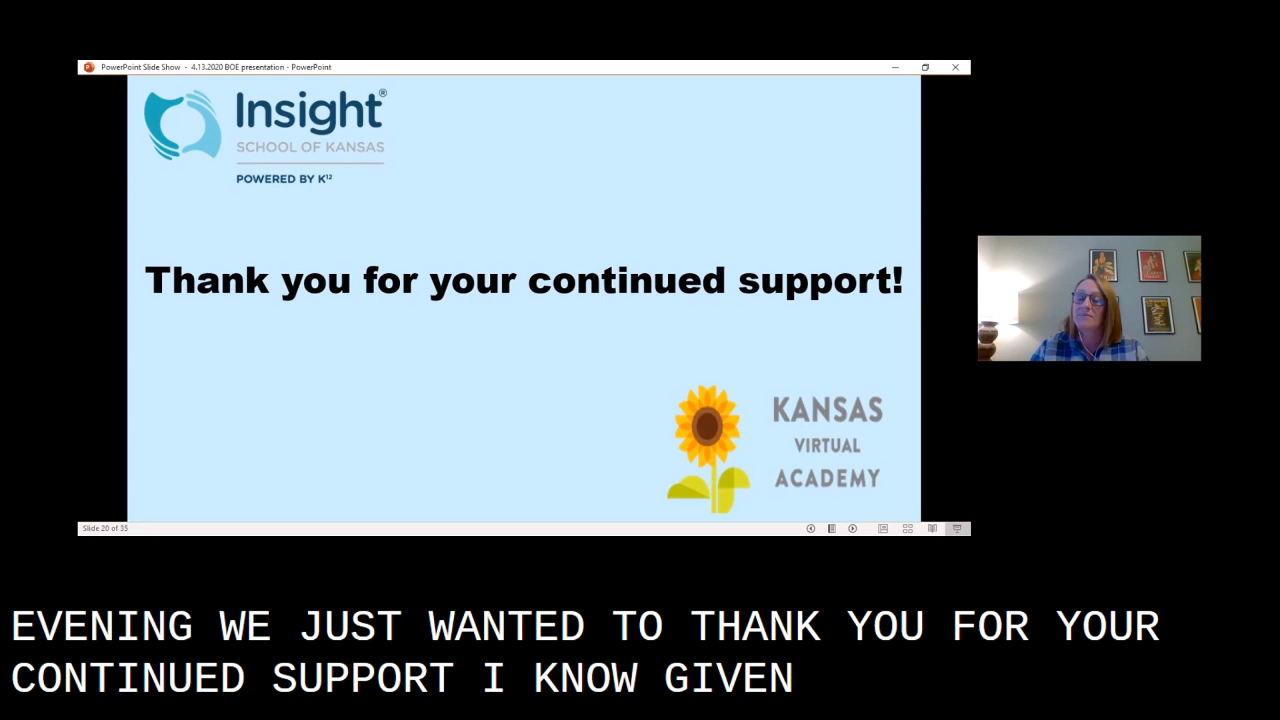 PowerPoint Slide Show - 4.13.2020 BOE presentation - PowerPoint
Insight®
SCHOOL OF KANSAS
POWERED BY K12
Thank you for your continued support!
KANSAS
VIRTUAL
ACADEMY
Slide 20 of 35
EVENING WE JUST WANTED TO THANK YOU FOR YOUR
CONTINUED SUPPORT I KNOW GIVEN